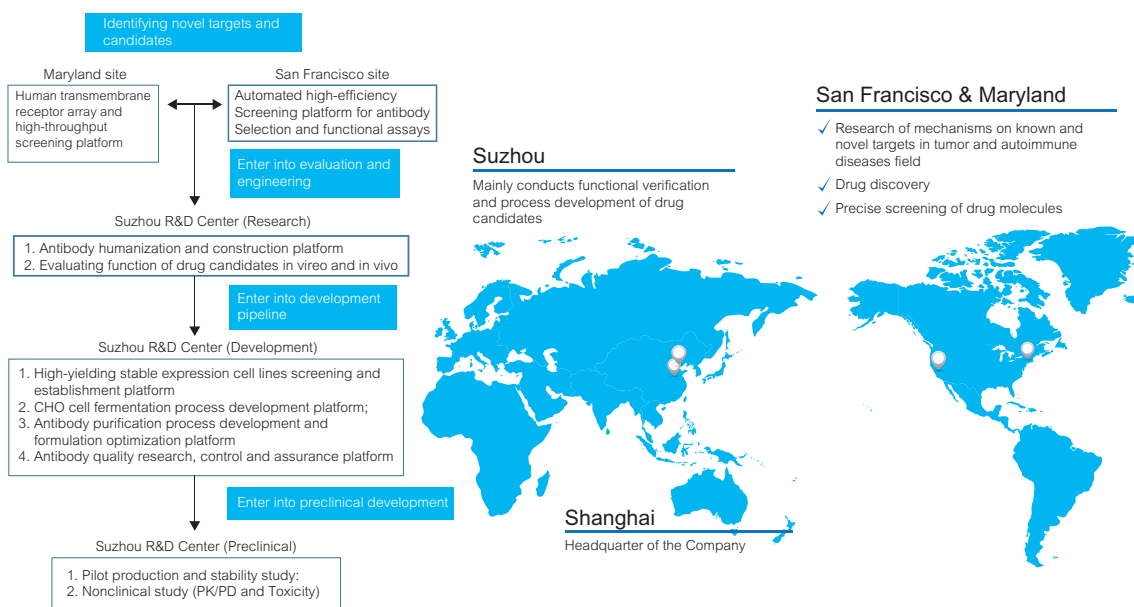 Identifying novel targets and
candidates
Maryland site
San Francisco site
Human transmembrane
receptor array and
high-throughput
screening platform
Automated high-efficiency
Screening platform for antibody
Selection and functional assays
Enter into evaluation and
engineering
Suzhou R&D Center (Research)
1. Antibody humanization and construction platform
2. Evaluating function of drug candidates in vireo and in vivo
Enter into development
pipeline
Suzhou R&D Center (Development)
1. High-yielding stable expression cell lines screening and
establishment platform
2. CHO cell fermentation process development platform;
3. Antibody purification process development and
formulation optimization platform
4. Antibody quality research, control and assurance platform
Enter into preclinical development
Suzhou R&D Center (Preclinical)
1. Pilot production and stability study:
2. Nonclinical study (PK/PD and Toxicity)
Suzhou
Mainly conducts functional verification
and process development of drug
candidates
Shanghai
Headquarter of the Company
San Francisco & Maryland
✓ Research of mechanisms on known and
novel targets in tumor and autoimmune
diseases field
✓ Drug discovery
✓ Precise screening of drug molecules